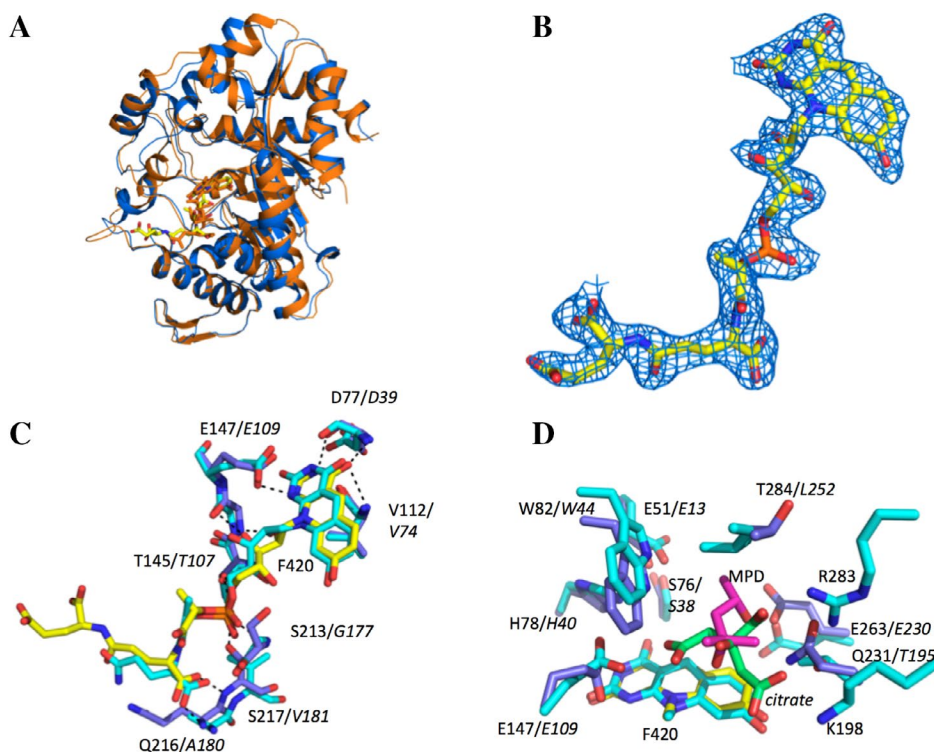 A
B
C
D77/D39
E147/E109
V112/
V74
T145/T107
F420
S213/G177
S217/V181
Q216/A180
D
T284/L252
W82/W44
E51/E13
S76/
S38
MPD
R283
H78/H40
E263/E230
Q231/T195
citrate
E147/E109
F420
K198